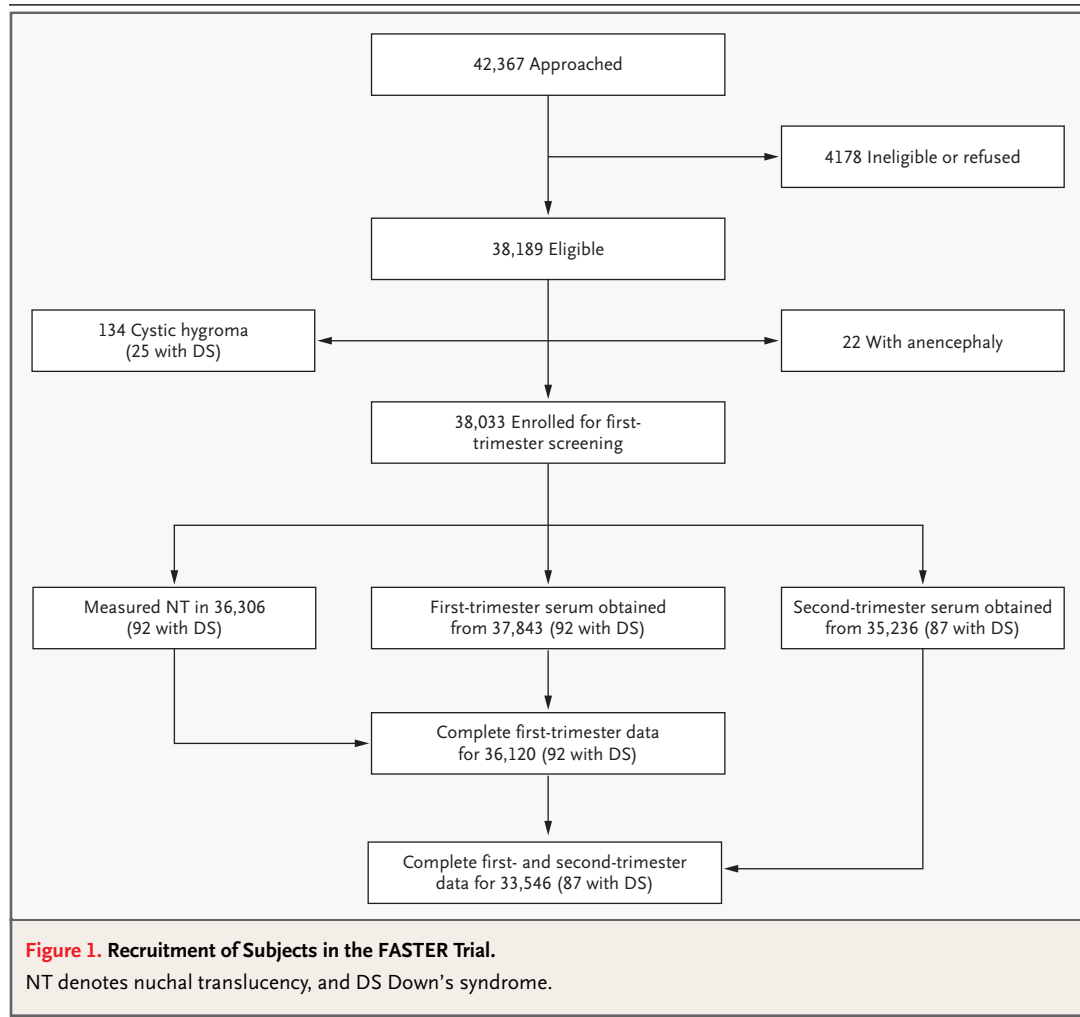 42,367 Approached
4178 Ineligible or refused
38,189 Eligible
134 Cystic hygroma
(25 with DS)
22 With anencephaly
38,033 Enrolled for first-
trimester screening
Measured NT in 36,306
(92 with DS)
First-trimester serum obtained
from 37,843 (92 with DS)
Second-trimester serum obtained
from 35,236 (87 with DS)
Complete first-trimester data
for 36,120 (92 with DS)
Complete first- and second-trimester
data for 33,546 (87 with DS)
Figure 1. Recruitment of Subjects in the FASTER Trial.
NT denotes nuchal translucency, and DS Down's syndrome.